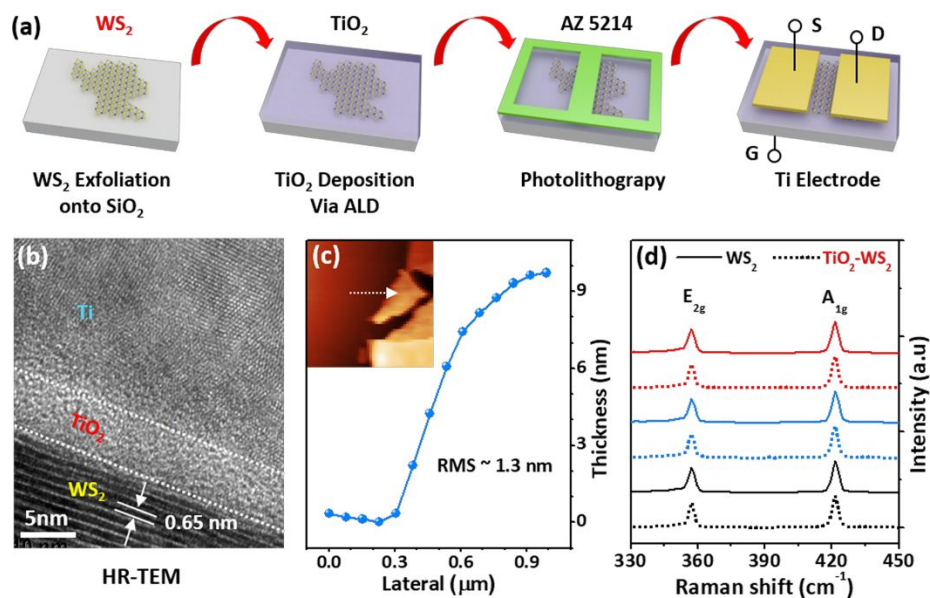 (a)
WS₂
TiO₂
AZ 5214
S
D
G
WS₂ Exfoliation
onto SiO₂
TiO₂ Deposition
Via ALD
Photolithograpy
Ti Electrode
(b)
Ti
TiO₂
WS₂
0.65 nm
5nm
HR-TEM
(c)
RMS ~ 1.3 nm
9
6
3
0
Thickness (nm)
0.0 0.3 0.6 0.9
Lateral (μm)
(d)
WS₂
TiO₂-WS₂
E₂g
A₁g
Intensity (a.u)
330 360 390 420 450
Raman shift (cm⁻¹)